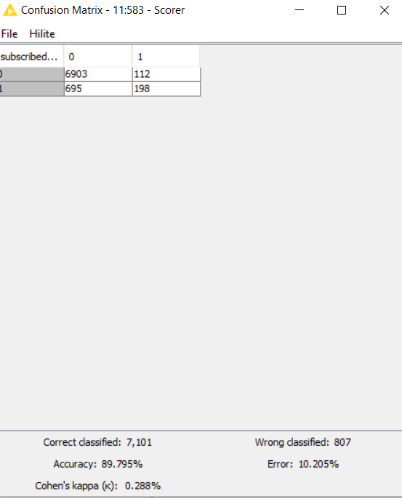 Confusion Matrix - 11:583 - Scorer
File Hilite
subscribed... 0 1
0 6903 112
1 695 198
Correct classified: 7,101 Wrong classified: 807
Accuracy: 89.795% Error: 10.205%
Cohen's kappa (κ): 0.288%